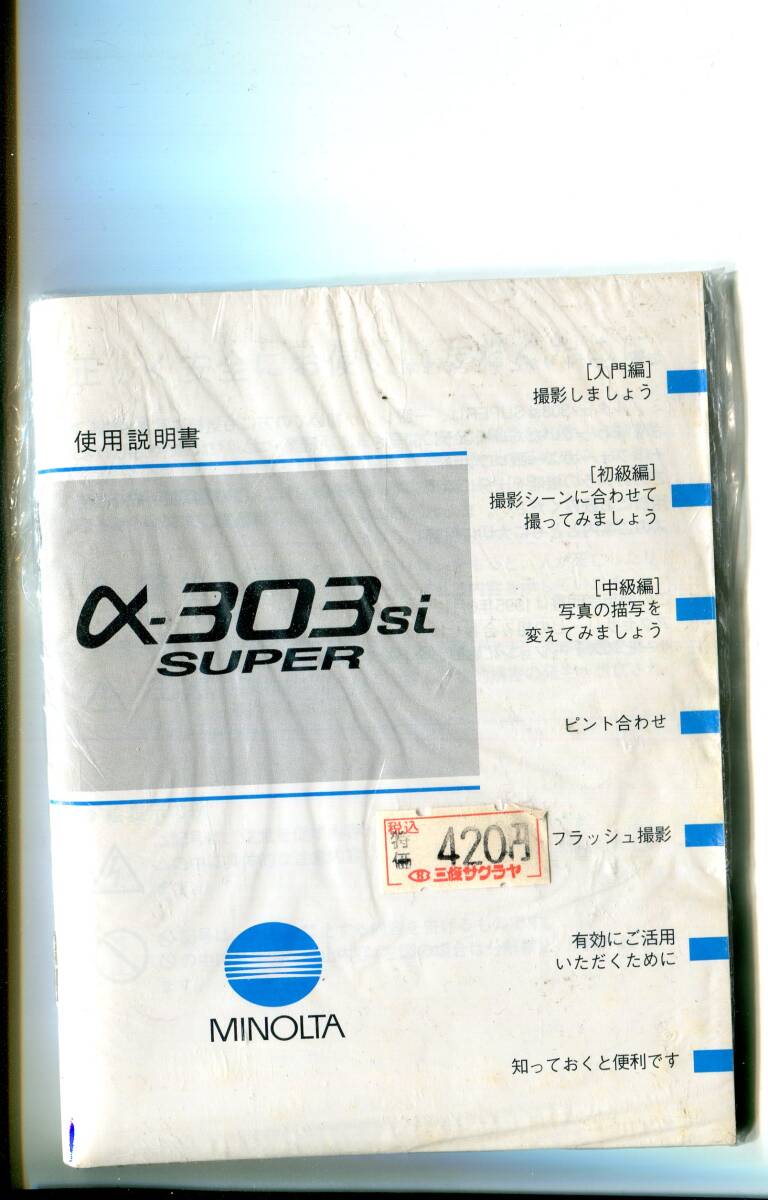 使用説明書
α-303si
SUPER
[入門編]
撮影しましょう
[初級編]
撮影シーンに合わせて
撮ってみましょう
[中級編]
写真の描写を
変えてみましょう
ピント合わせ
フラッシュ撮影
有効にご活用
いただくために
知っておくと便利です
税込
特価 420円
三條サクラヤ
MINOLTA